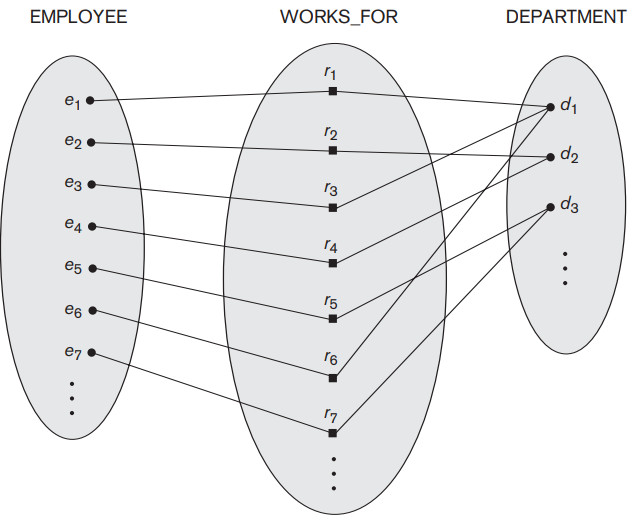 EMPLOYEE WORKS_FOR DEPARTMENT
e1
e2
e3
e4
e5
e6
e7
r1
r2
r3
r4
r5
r6
r7
d1
d2
d3